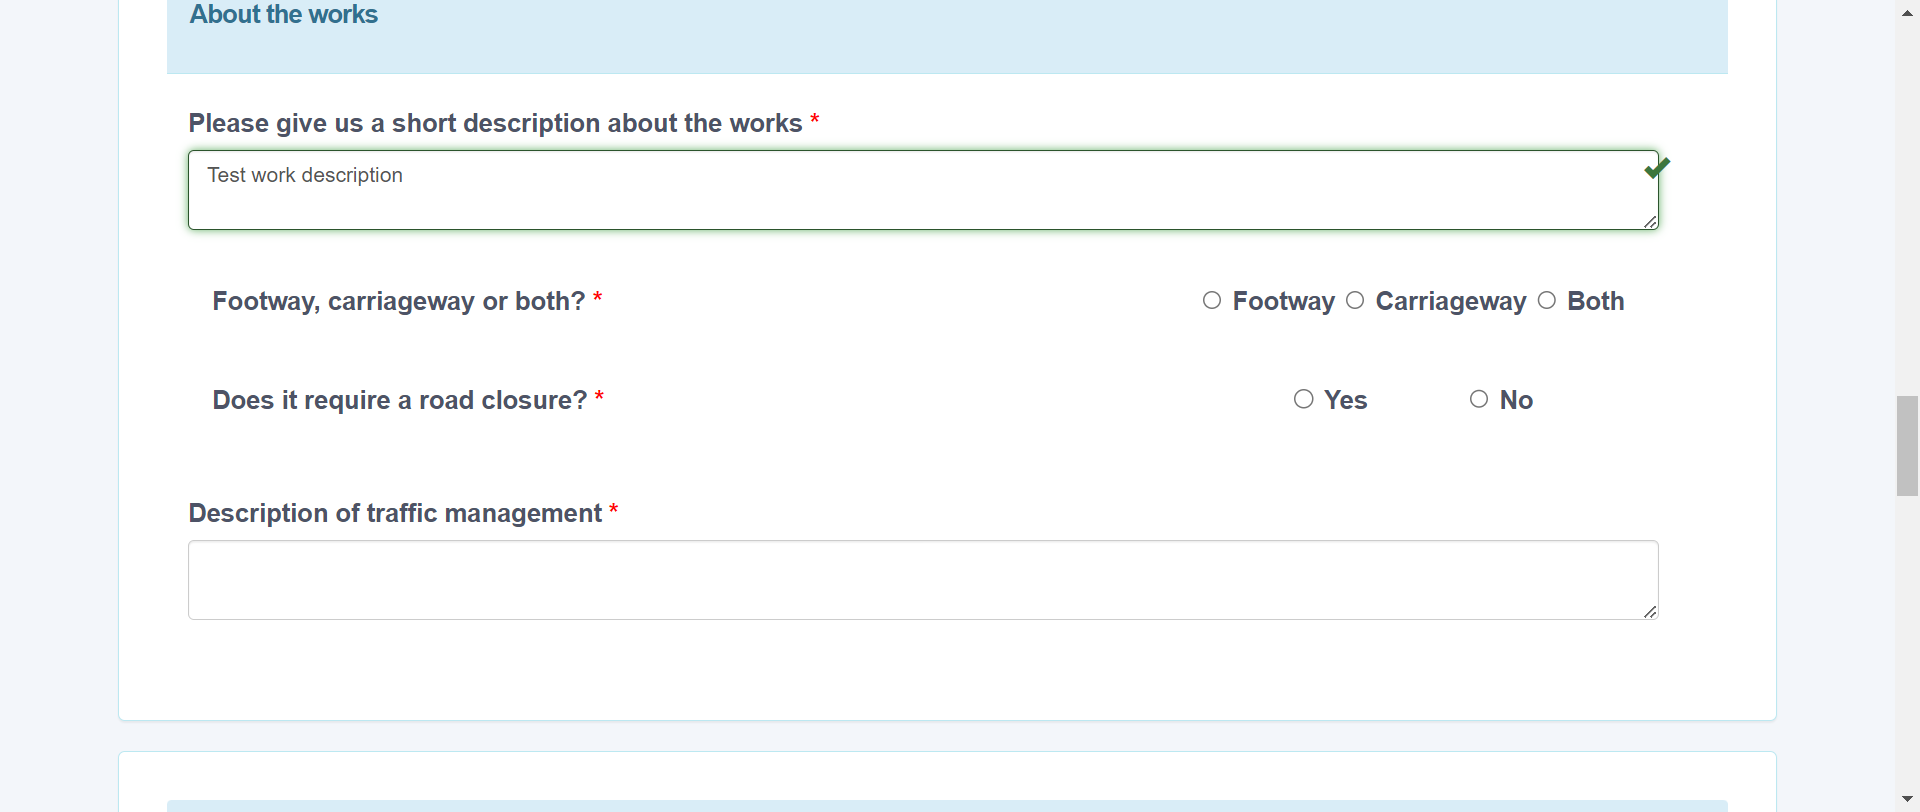 About the works
Please give us a short description about the works *
Test work description
Footway, carriageway or both? * Footway Carriageway Both
Does it require a road closure? * Yes No
Description of traffic management *